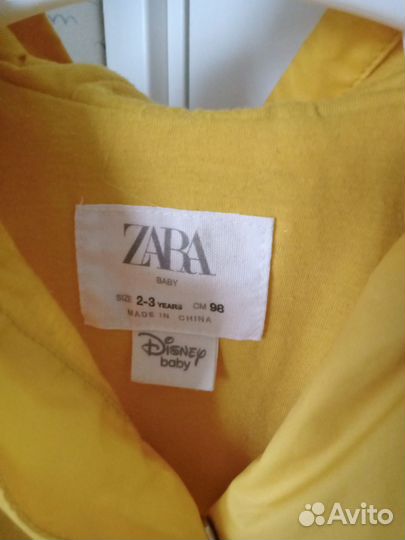 ZARA
BABY
SIZE 2-3 YEARS CM 98
MADE IN CHINA
Disney
baby
Avito